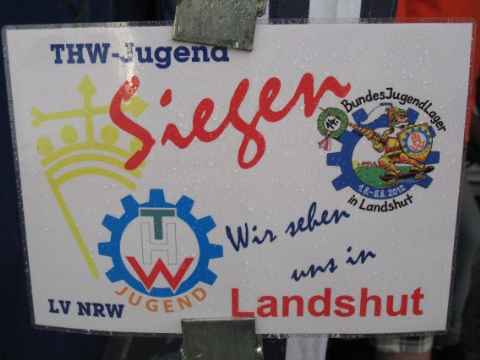 THW-Jugend
Siegen
BundesJugendLager
in Landshut
THW
JUGEND
Wir sehen
uns in
Landshut
LV NRW